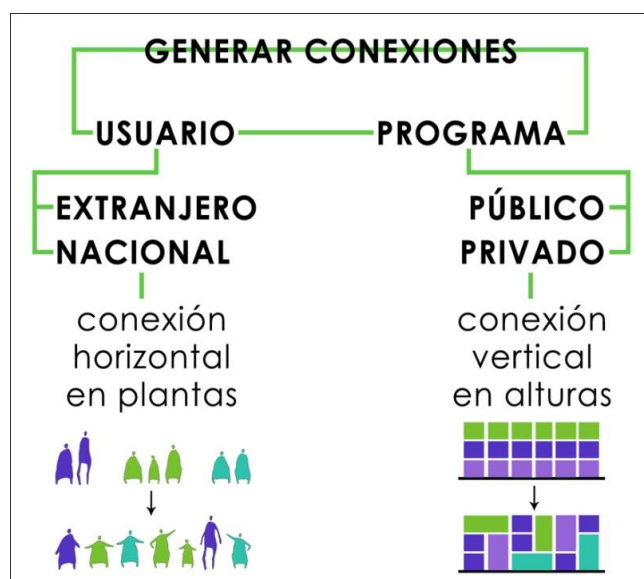 GENERAR CONEXIONES
USUARIO
PROGRAMA
EXTRANJERO
NACIONAL
PÚBLICO
PRIVADO
conexión
horizontal
en plantas
conexión
vertical
en alturas